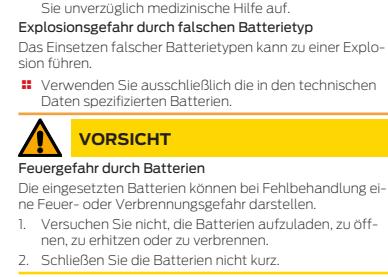 Sie unverzüglich medizinische Hilfe auf.
Explosionsgefahr durch falschen Batterietyp
Das Einsetzen falscher Batterietypen kann zu einer Explo-
sion führen.
Verwenden Sie ausschließlich die in den technischen
Daten spezifizierten Batterien.
VORSICHT
Feuergefahr durch Batterien
Die eingesetzten Batterien können bei Fehlbehandlung ei-
ne Feuer- oder Verbrennungsgefahr darstellen.
1. Versuchen Sie nicht, die Batterien aufzuladen, zu öff-
nen, zu erhitzen oder zu verbrennen.
2. Schließen Sie die Batterien nicht kurz.